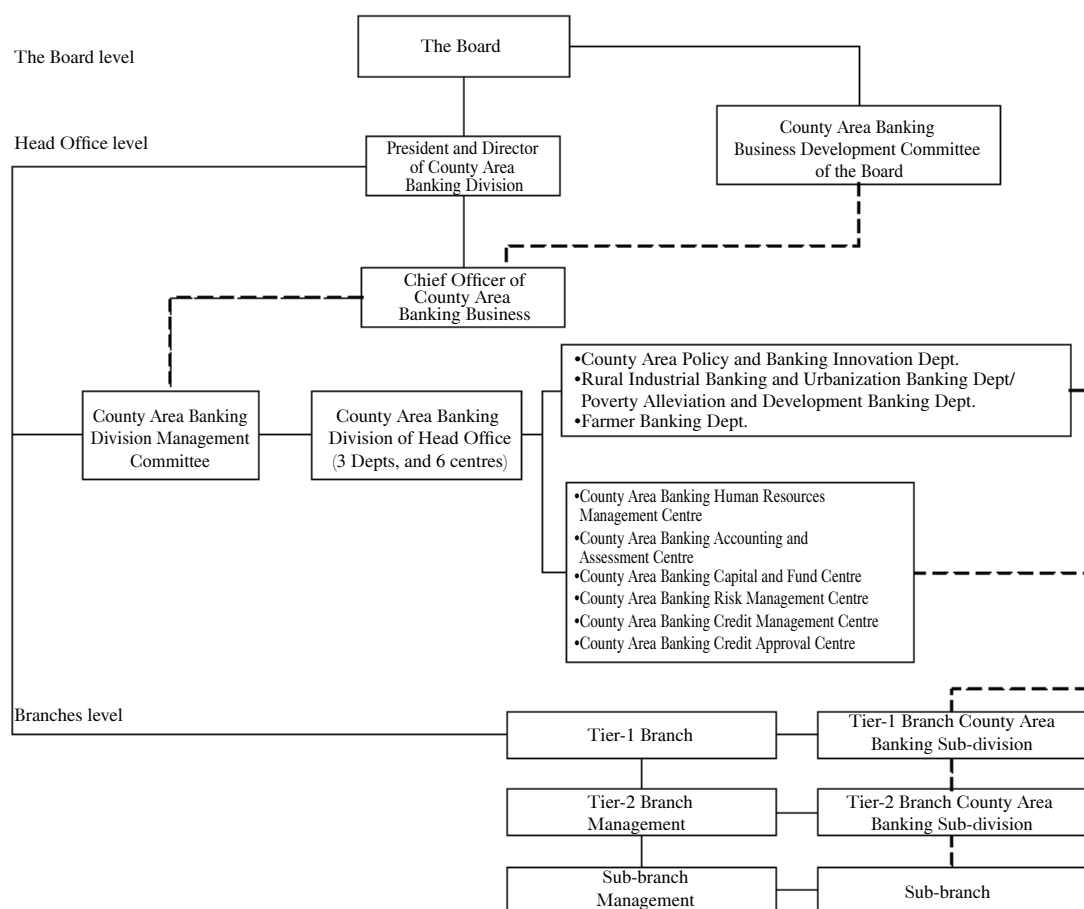 The Board level
The Board
County Area Banking
Business Development Committee
of the Board
Head Office level
President and Director
of County Area
Banking Division
Chief Officer of
County Area
Banking Business
•County Area Policy and Banking Innovation Dept.
•Rural Industrial Banking and Urbanization Banking Dept/
Poverty Alleviation and Development Banking Dept.
•Farmer Banking Dept.
County Area Banking
Division Management
Committee
County Area Banking
Division of Head Office
(3 Depts, and 6 centres)
•County Area Banking Human Resources
Management Centre
•County Area Banking Accounting and
Assessment Centre
•County Area Banking Capital and Fund Centre
•County Area Banking Risk Management Centre
•County Area Banking Credit Management Centre
•County Area Banking Credit Approval Centre
Branches level
Tier-1 Branch
Tier-1 Branch County Area
Banking Sub-division
Tier-2 Branch
Management
Tier-2 Branch County Area
Banking Sub-division
Sub-branch
Management
Sub-branch